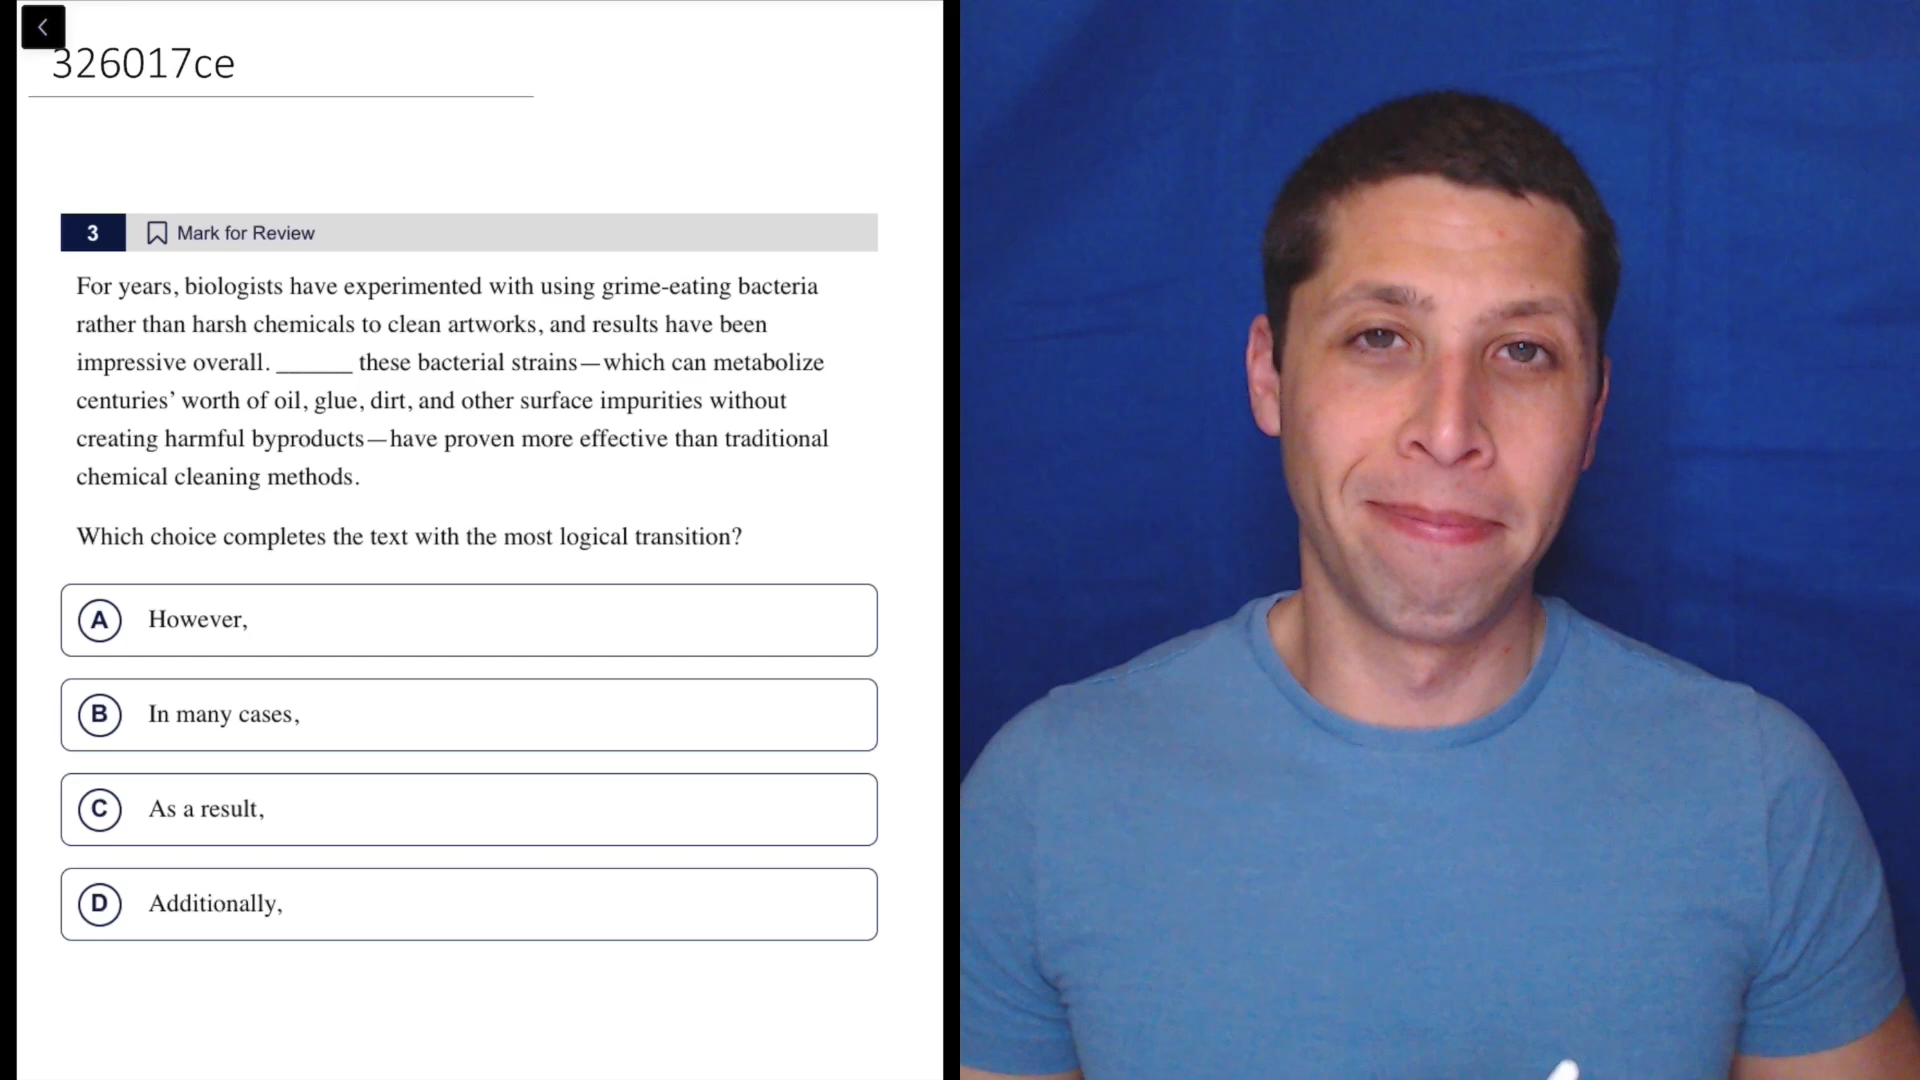 326017ce
3 Mark for Review
For years, biologists have experimented with using grime-eating bacteria
rather than harsh chemicals to clean artworks, and results have been
impressive overall. ______ these bacterial strains—which can metabolize
centuries’ worth of oil, glue, dirt, and other surface impurities without
creating harmful byproducts—have proven more effective than traditional
chemical cleaning methods.
Which choice completes the text with the most logical transition?
A However,
B In many cases,
C As a result,
D Additionally,